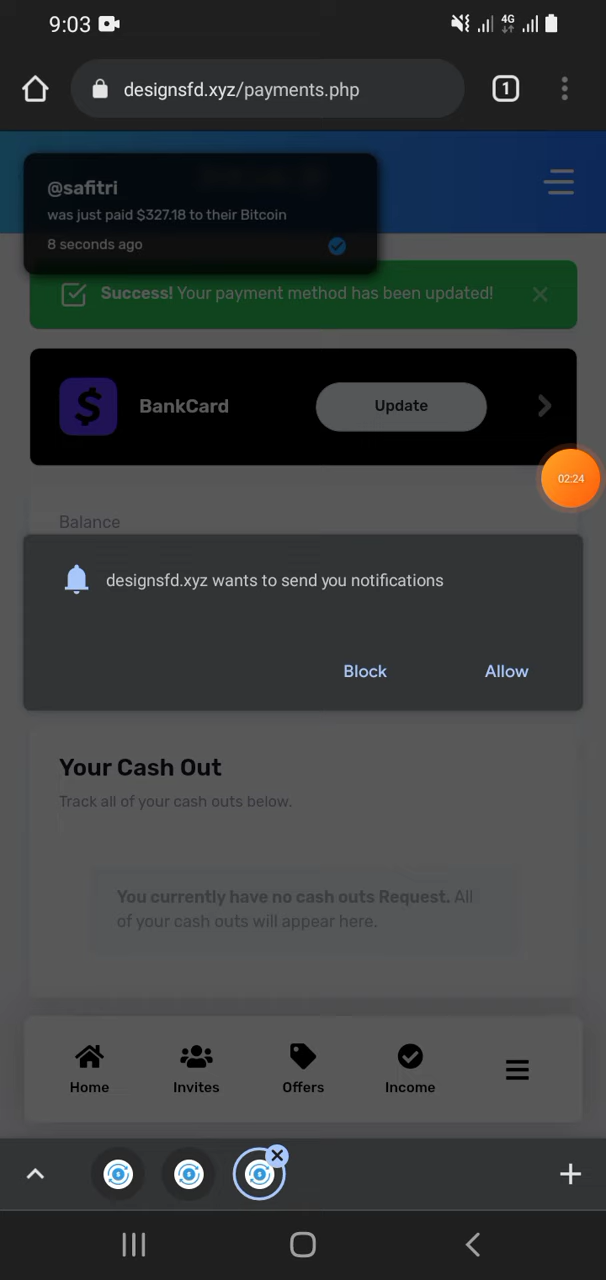 9:03
4G
designsfd.xyz/payments.php
1
@safitri
was just paid $327.18 to their Bitcoin
8 seconds ago
Success! Your payment method has been updated!
$
BankCard
Update
02:24
Balance
designsfd.xyz wants to send you notifications
Block
Allow
Your Cash Out
Track all of your cash outs below.
You currently have no cash outs Request. All
of your cash outs will appear here.
Home
Invites
Offers
Income